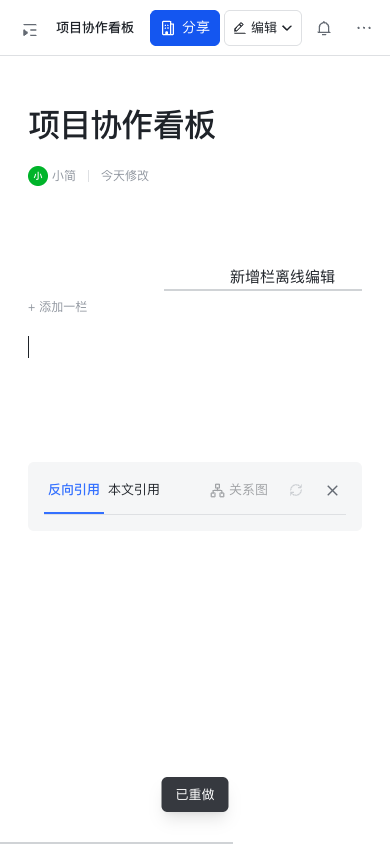 项目协作看板 分享 编辑
项目协作看板
小 小简 今天修改
新增栏离线编辑
+ 添加一栏
反向引用 本文引用 关系图
已重做